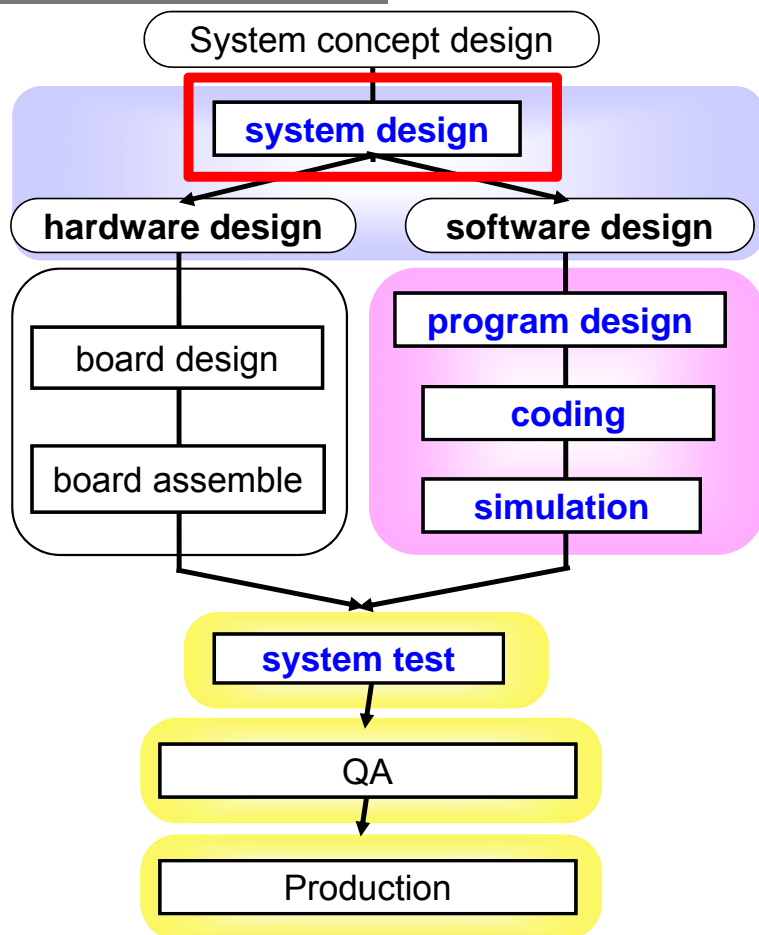 System concept design
system design
hardware design
software design
board design
board assemble
program design
coding
simulation
system test
QA
Production